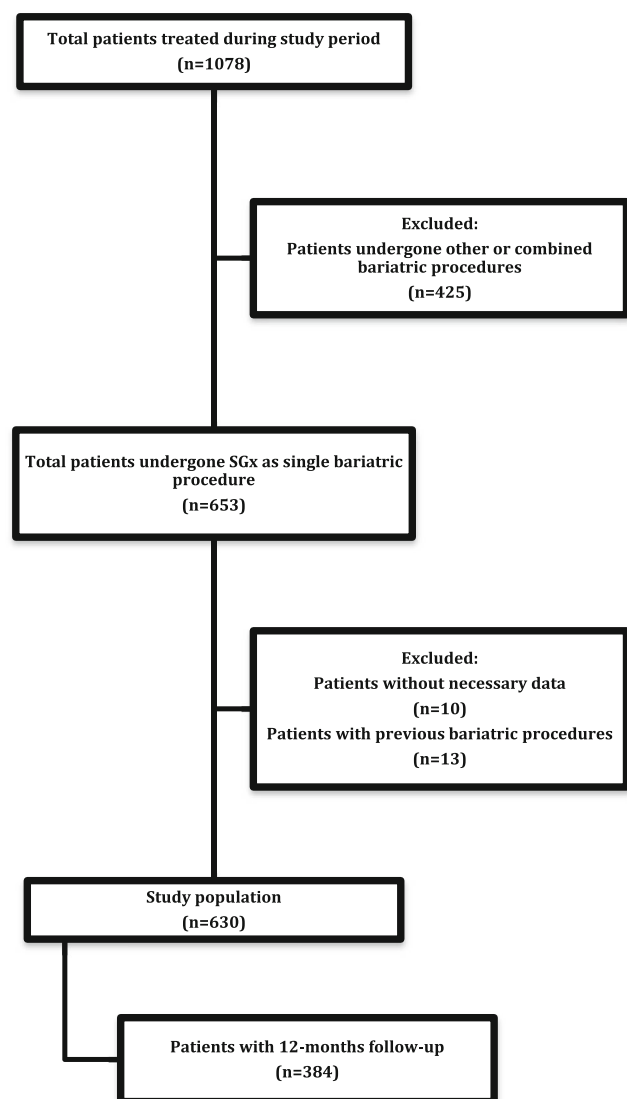 Total patients treated during study period
(n=1078)
Excluded:
Patients undergone other or combined
bariatric procedures
(n=425)
Total patients undergone SGx as single bariatric
procedure
(n=653)
Excluded:
Patients without necessary data
(n=10)
Patients with previous bariatric procedures
(n=13)
Study population
(n=630)
Patients with 12-months follow-up
(n=384)